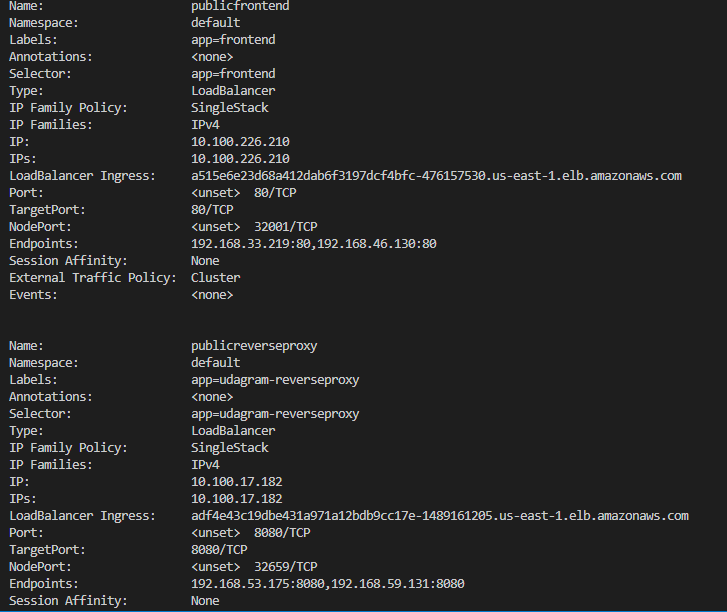 Name: publicfrontend
Namespace: default
Labels: app=frontend
Annotations: <none>
Selector: app=frontend
Type: LoadBalancer
IP Family Policy: SingleStack
IP Families: IPv4
IP: 10.100.226.210
IPs: 10.100.226.210
LoadBalancer Ingress: a515e6e23d68a412dab6f3197dcf4bfc-476157530.us-east-1.elb.amazonaws.com
Port: <unset> 80/TCP
TargetPort: 80/TCP
NodePort: <unset> 32001/TCP
Endpoints: 192.168.33.219:80,192.168.46.130:80
Session Affinity: None
External Traffic Policy: Cluster
Events: <none>
Name: publicreverseproxy
Namespace: default
Labels: app=udagram-reverseproxy
Annotations: <none>
Selector: app=udagram-reverseproxy
Type: LoadBalancer
IP Family Policy: SingleStack
IP Families: IPv4
IP: 10.100.17.182
IPs: 10.100.17.182
LoadBalancer Ingress: adf4e43c19dbe431a971a12bdb9cc17e-1489161205.us-east-1.elb.amazonaws.com
Port: <unset> 8080/TCP
TargetPort: 8080/TCP
NodePort: <unset> 32659/TCP
Endpoints: 192.168.53.175:8080,192.168.59.131:8080
Session Affinity: None